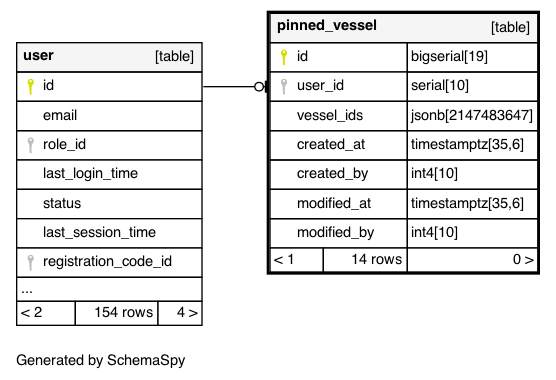 user [table]
id
email
role_id
last_login_time
status
last_session_time
registration_code_id
...
< 2 154 rows 4 >
pinned_vessel [table]
id bigserial[19]
user_id serial[10]
vessel_ids jsonb[2147483647]
created_at timestamptz[35,6]
created_by int4[10]
modified_at timestamptz[35,6]
modified_by int4[10]
< 1 14 rows 0 >
Generated by SchemaSpy